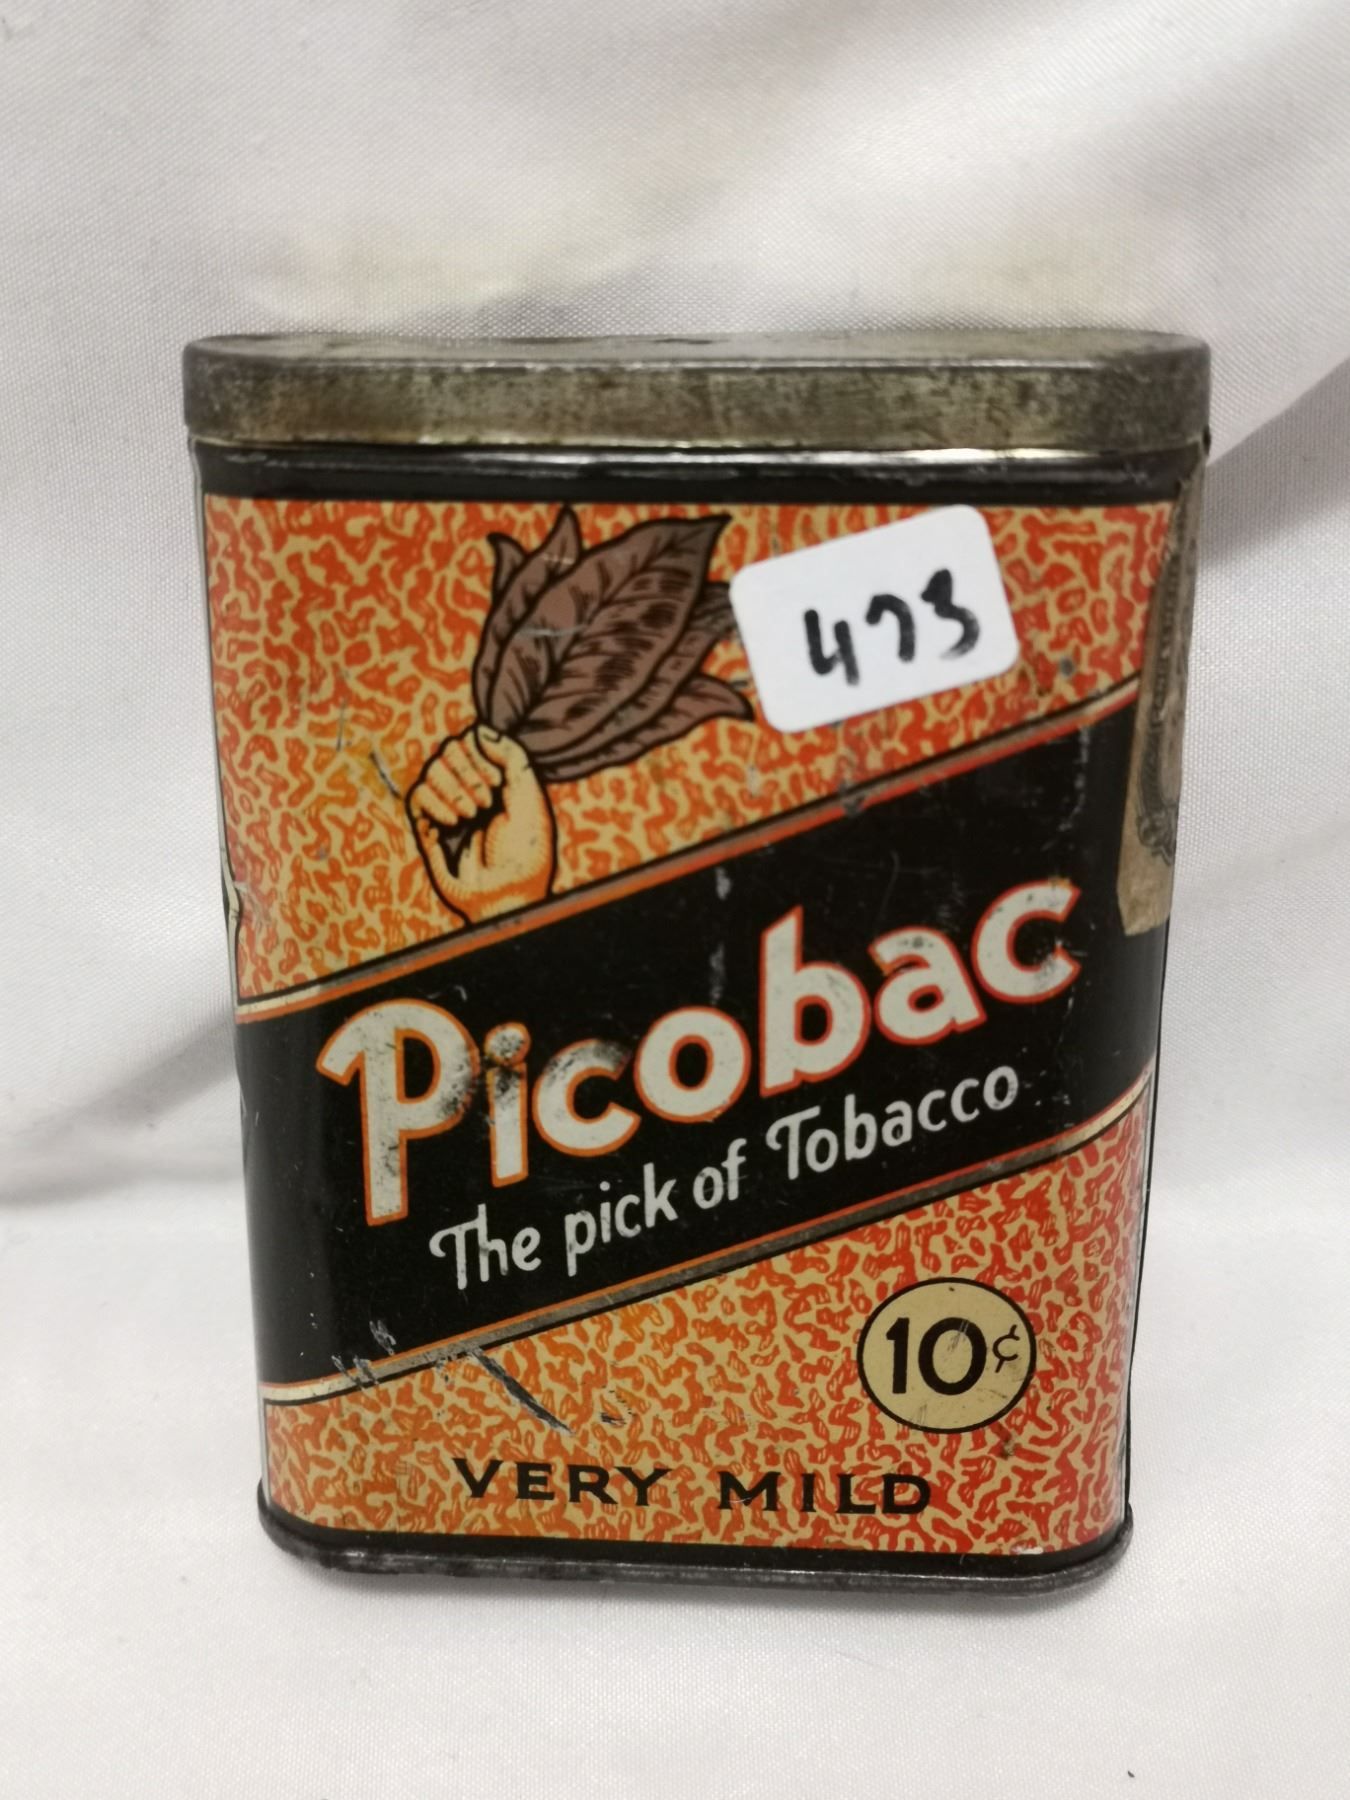 473
Picobac
The pick of Tobacco
10¢
VERY MILD